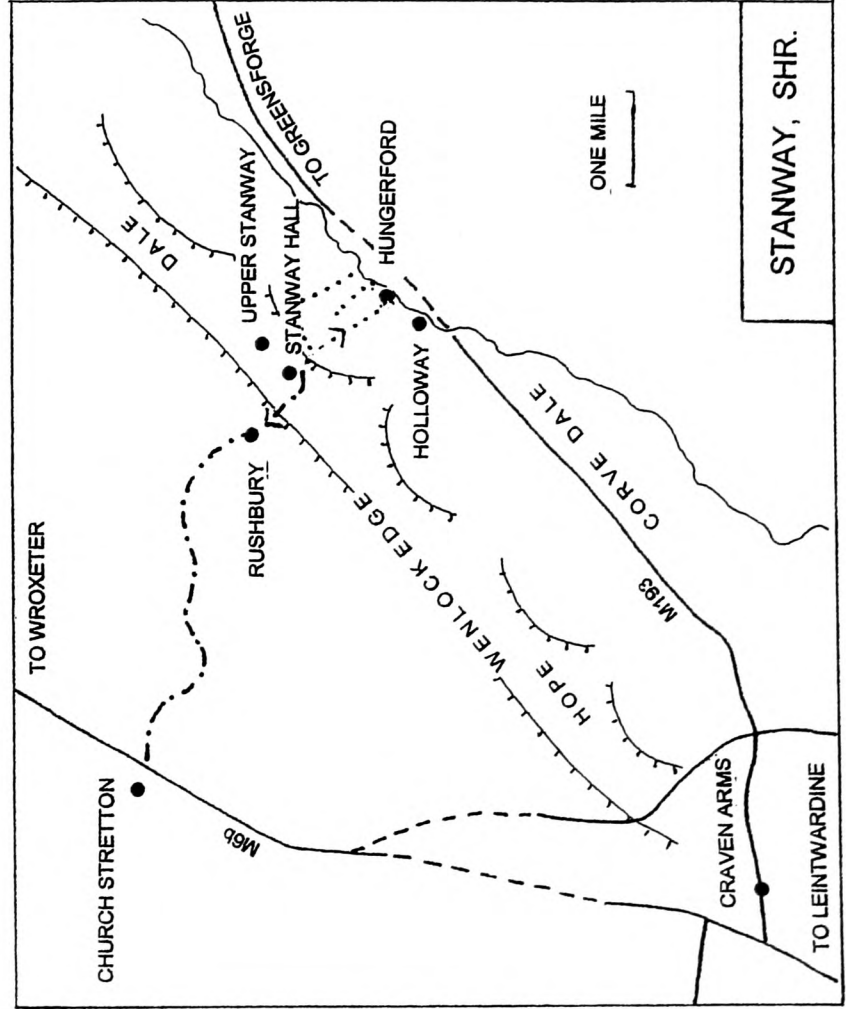 TO WROXETER
CHURCH STRETTON
M6b
RUSHBURY
DALE
UPPER STANWAY
STANWAY HALL
TO GREENSFORGE
HUNGERFORD
HOLLOWAY
WENLOCK EDGE
HOPE
CORVE DALE
M193
CRAVEN ARMS
TO LEINTWARDINE
ONE MILE
STANWAY, SHR.